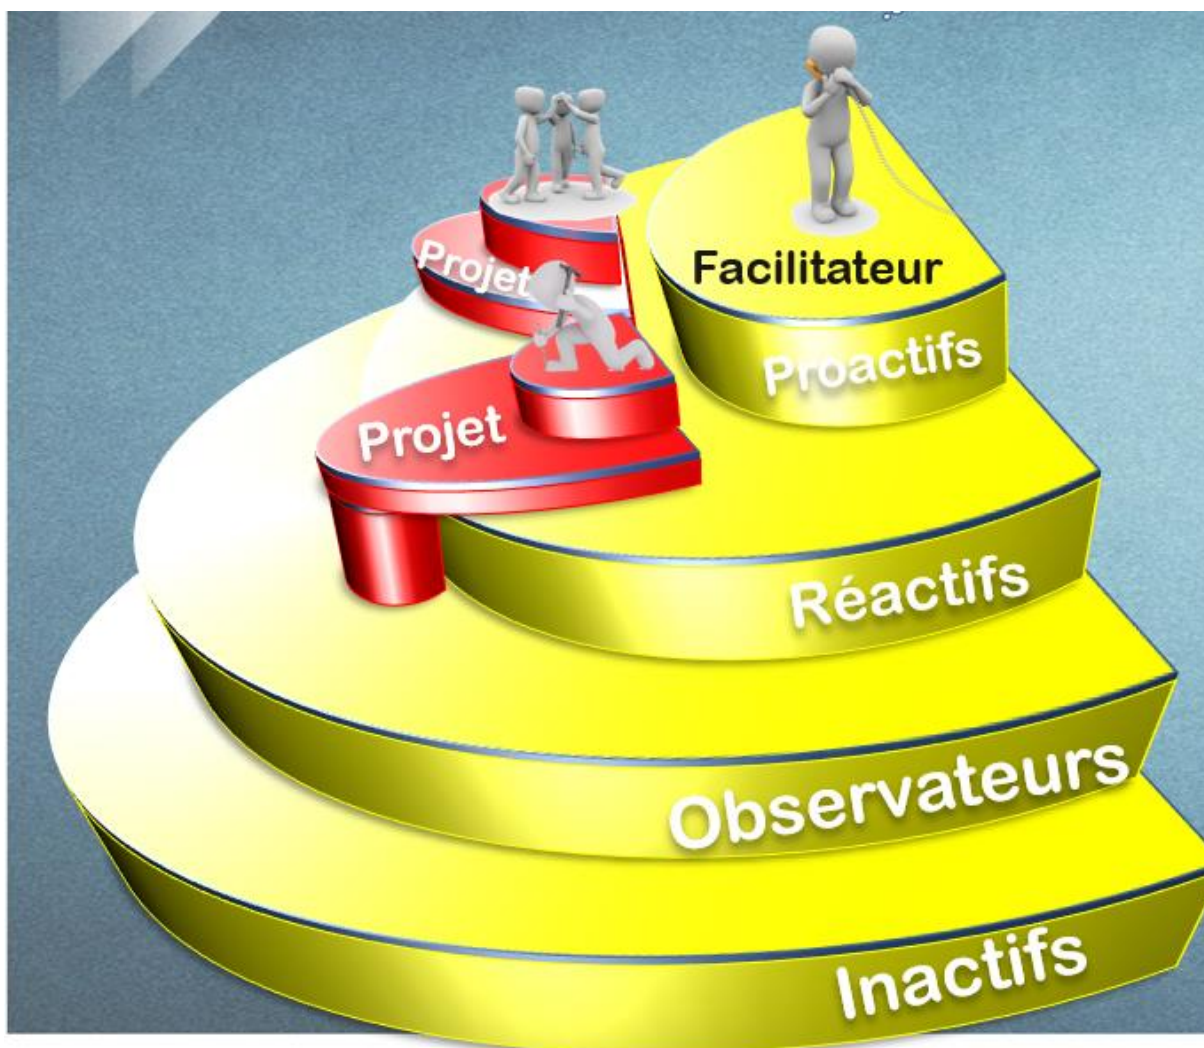 Projet
Facilitateur
Proactifs
Projet
Réactifs
Observateurs
Inactifs